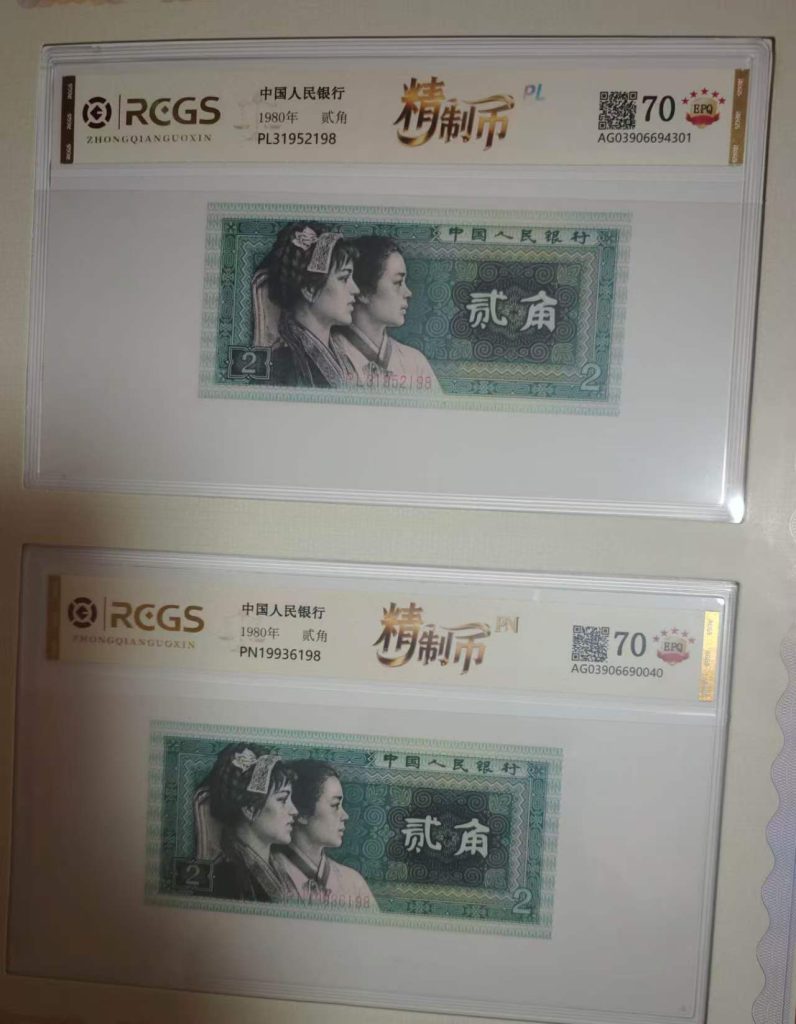 RCGS
ZHONGQIANGUOXIN
中国人民银行
1980年 贰角
PL31952198
精制币
PL
70
EPQ
AG03906694301
中国人民银行
贰角
2
PL31952198
2
RCGS
ZHONGQIANGUOXIN
中国人民银行
1980年 贰角
PN19936198
精制币
PN
70
EPQ
AG03906690040
中国人民银行
贰角
2
2